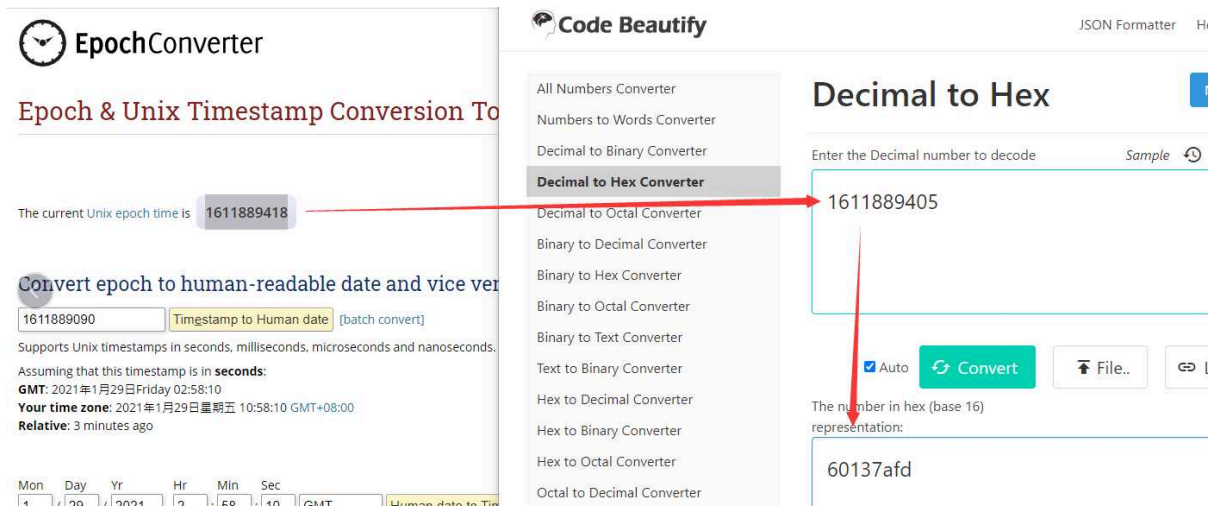 EpochConverter
Epoch & Unix Timestamp Conversion To
The current Unix epoch time is 1611889418
Convert epoch to human-readable date and vice ver
1611889090 Timestamp to Human date [batch convert]
Supports Unix timestamps in seconds, milliseconds, microseconds and nanoseconds.
Assuming that this timestamp is in seconds:
GMT: 2021年1月29日Friday 02:58:10
Your time zone: 2021年1月29日星期五 10:58:10 GMT+08:00
Relative: 3 minutes ago
Mon Day Yr Hr Min Sec
1 / 29 / 2021 2 : 58 : 10 GMT Human date to Tim
Code Beautify
JSON Formatter
All Numbers Converter
Numbers to Words Converter
Decimal to Binary Converter
Decimal to Hex Converter
Decimal to Octal Converter
Binary to Decimal Converter
Binary to Hex Converter
Binary to Octal Converter
Binary to Text Converter
Text to Binary Converter
Hex to Decimal Converter
Hex to Binary Converter
Hex to Octal Converter
Octal to Decimal Converter
Decimal to Hex
Enter the Decimal number to decode Sample
1611889405
Auto Convert File.. L
The number in hex (base 16)
representation:
60137afd